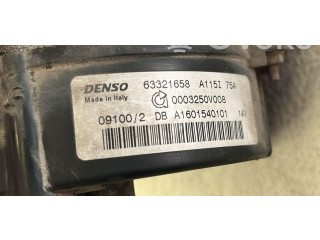 DENSO 63321658 A115I 75A
Made in Italy 0003250V008
09100/2 DB A1601540101 14V